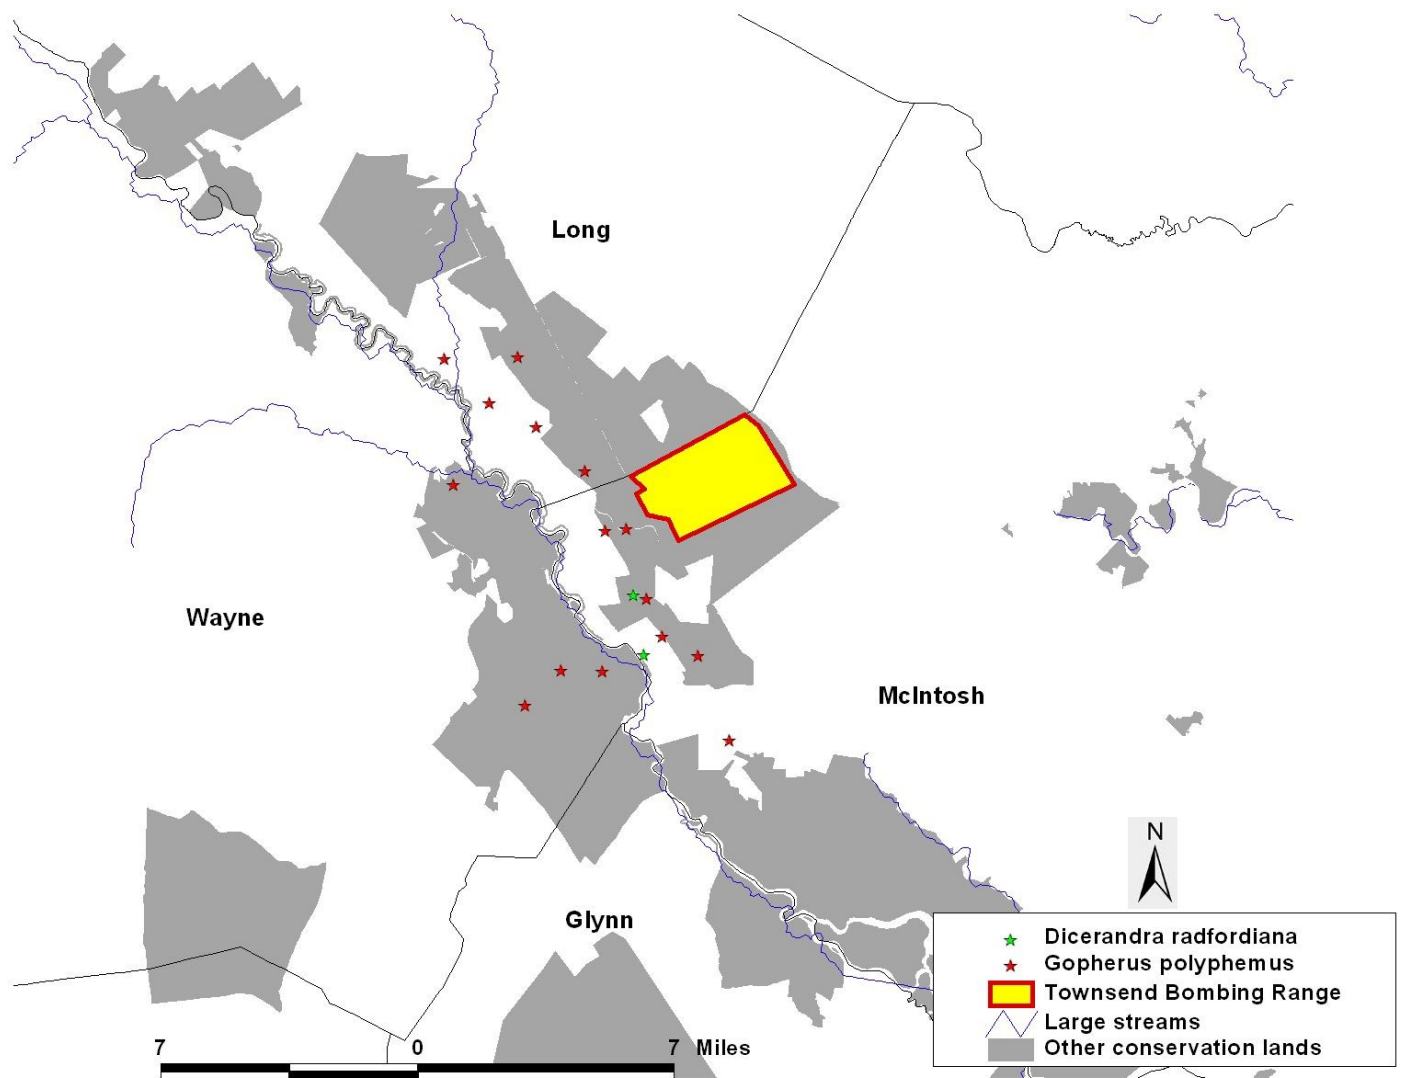 Long
Wayne
McIntosh
Glynn
N
Dicerandra radfordiana
Gopherus polyphemus
Townsend Bombing Range
Large streams
Other conservation lands
7 0 7 Miles